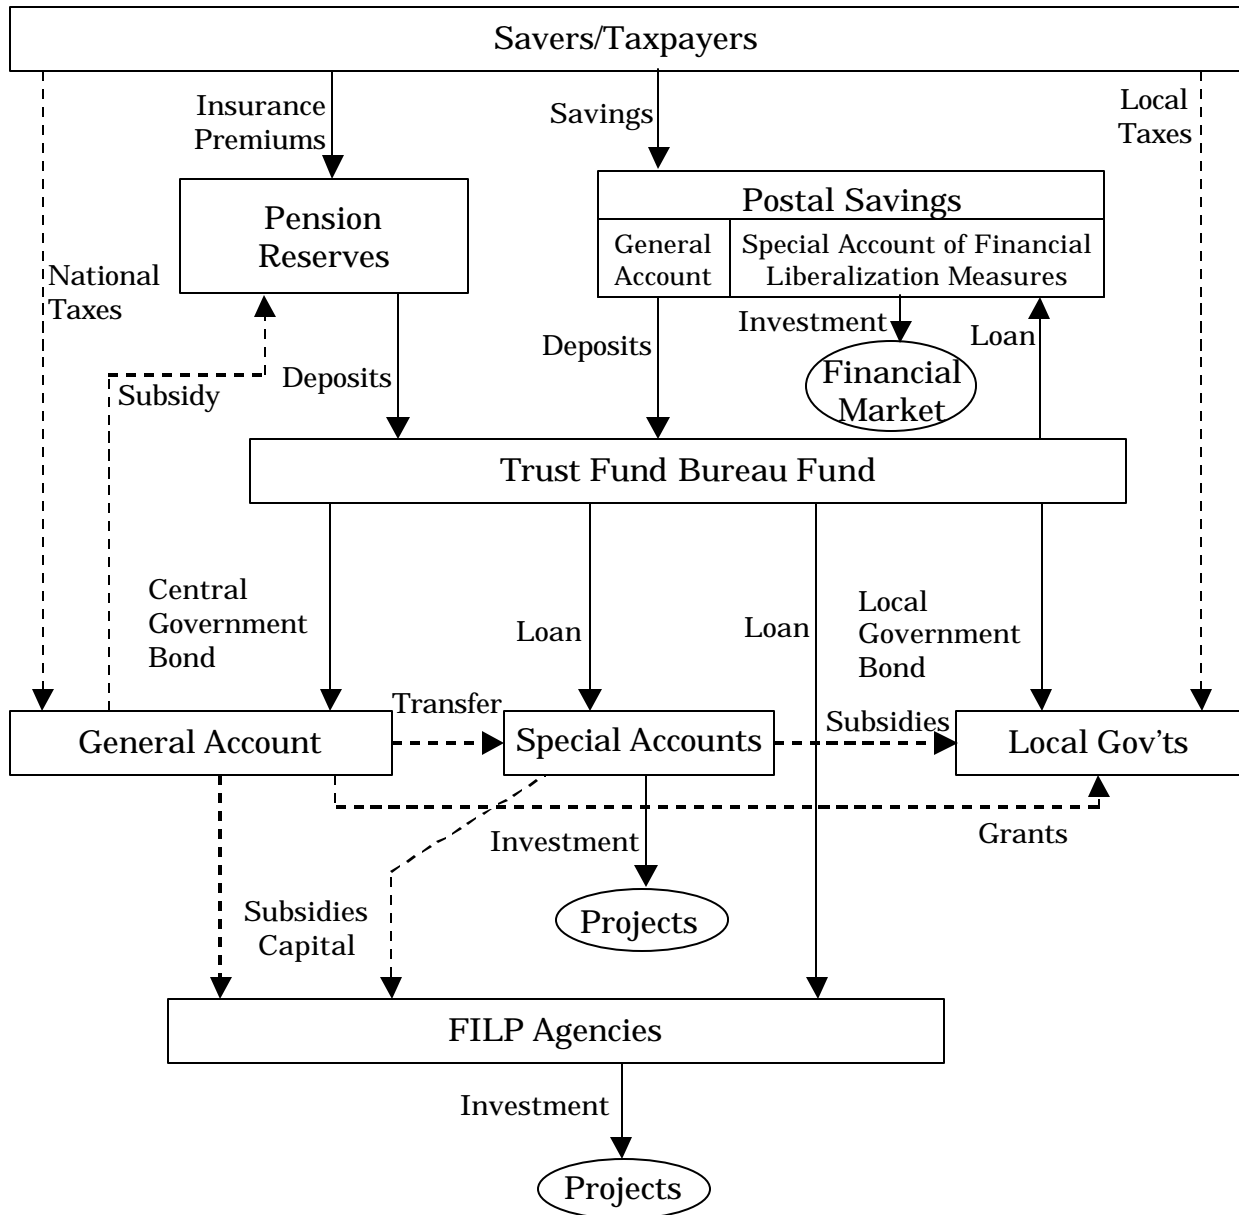 Savers/Taxpayers
Insurance
Premiums
Savings
Local
Taxes
Pension
Reserves
Postal Savings
General
Account
Special Account of Financial
Liberalization Measures
National
Taxes
Subsidy
Deposits
Deposits
Investment
Loan
Financial
Market
Trust Fund Bureau Fund
Central
Government
Bond
Loan
Loan
Local
Government
Bond
Transfer
Subsidies
General Account
Special Accounts
Local Gov'ts
Investment
Grants
Subsidies
Capital
Projects
FILP Agencies
Investment
Projects